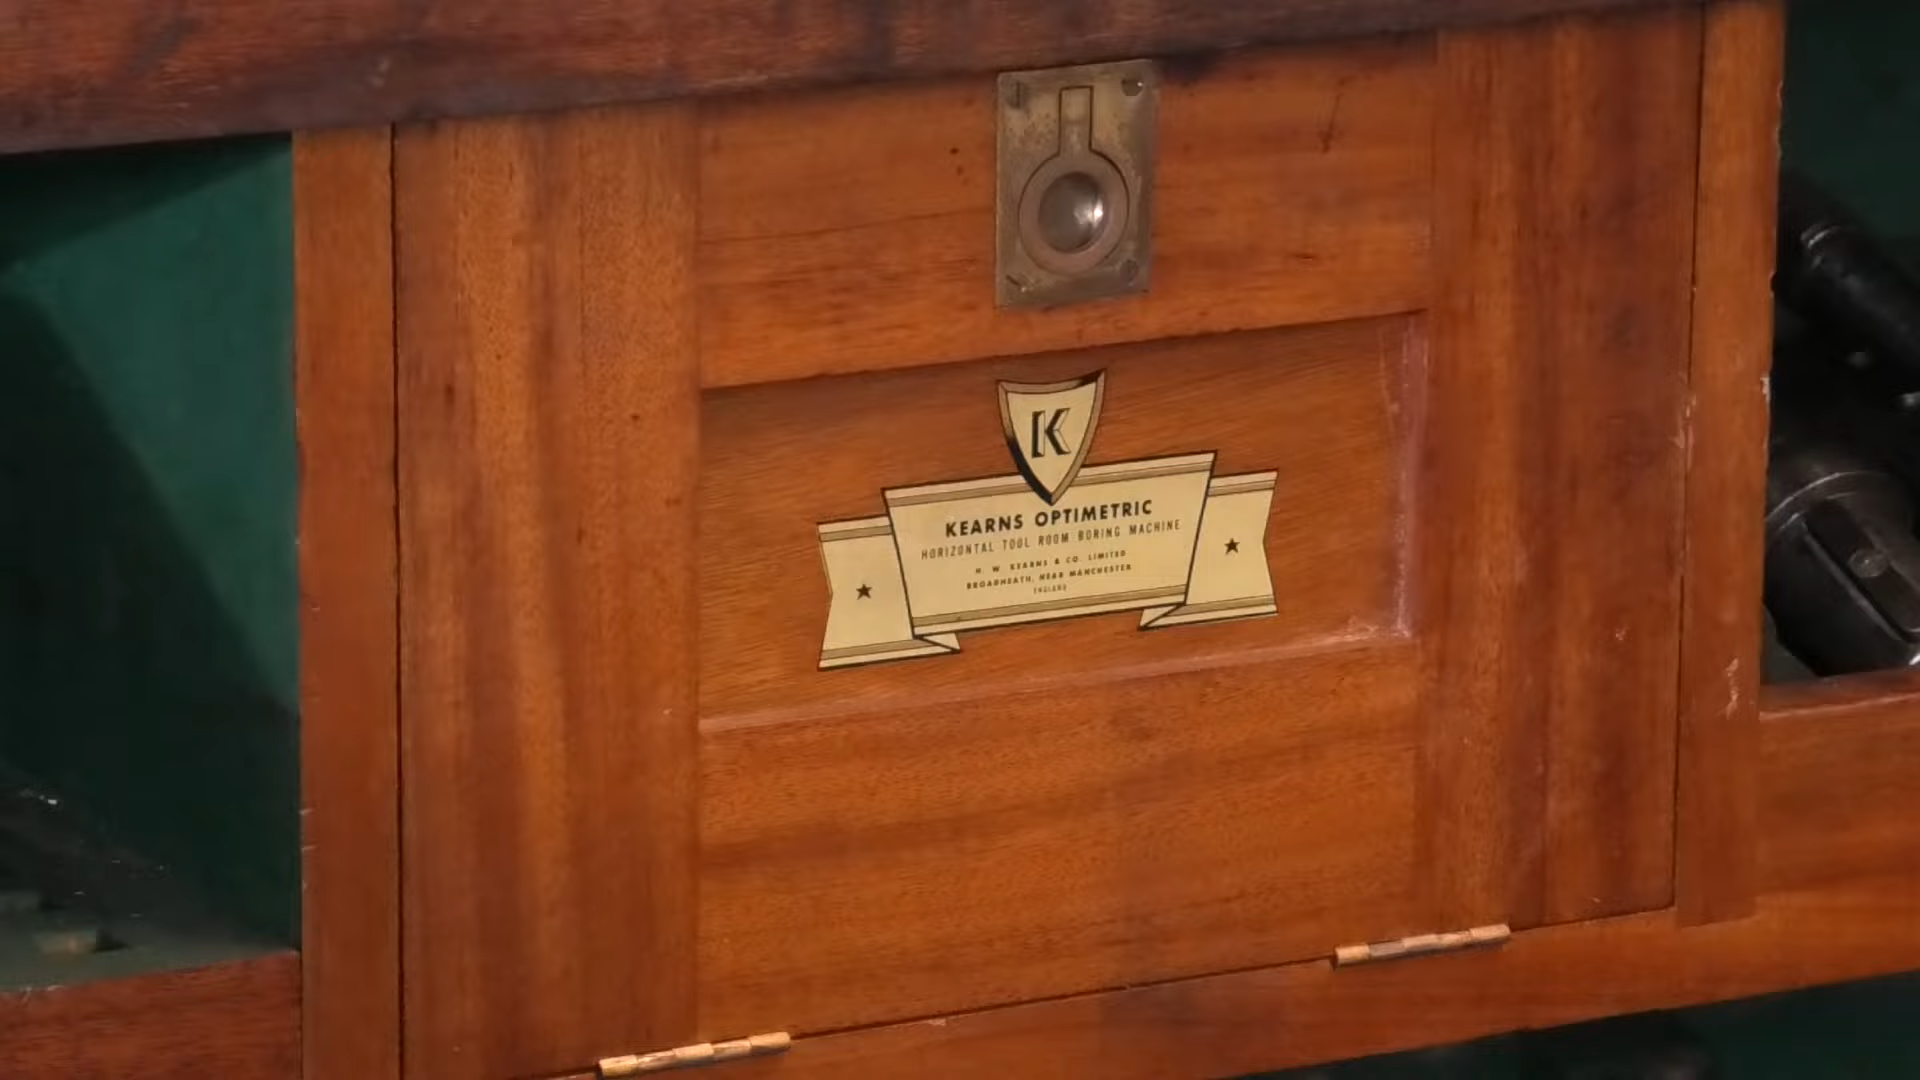 K
KEARNS OPTIMETRIC
HORIZONTAL TOOL ROOM BORING MACHINE
H. W. KEARNS & CO. LIMITED
BROADHEATH, NEAR MANCHESTER
ENGLAND